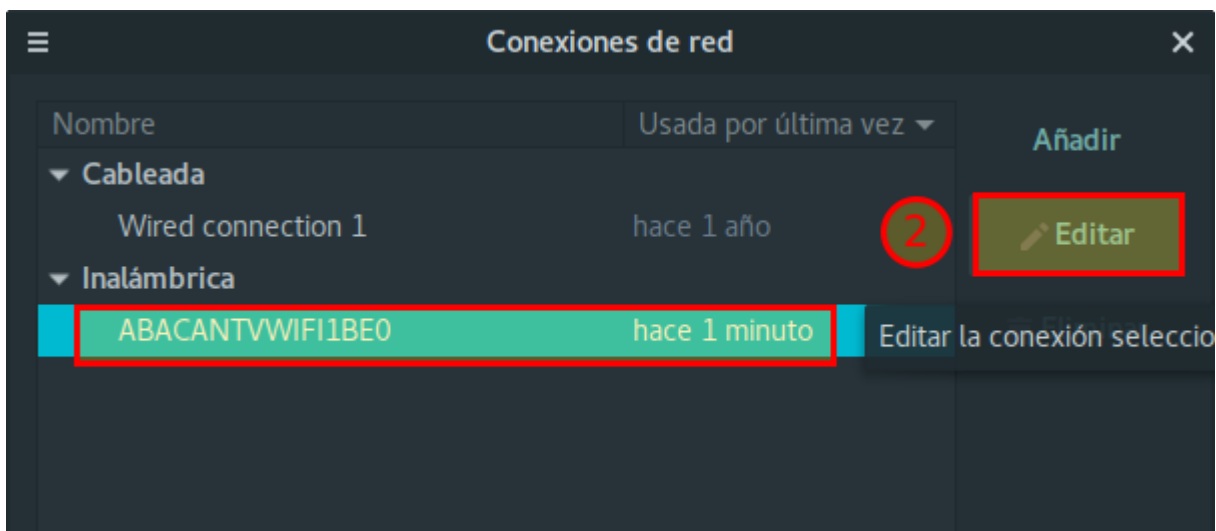 Conexiones de red
Nombre Usada por última vez
Añadir
Cableada
Wired connection 1 hace 1 año
2 Editar
Inalámbrica
ABACANTVWIFI1BE0 hace 1 minuto
Editar la conexión seleccio